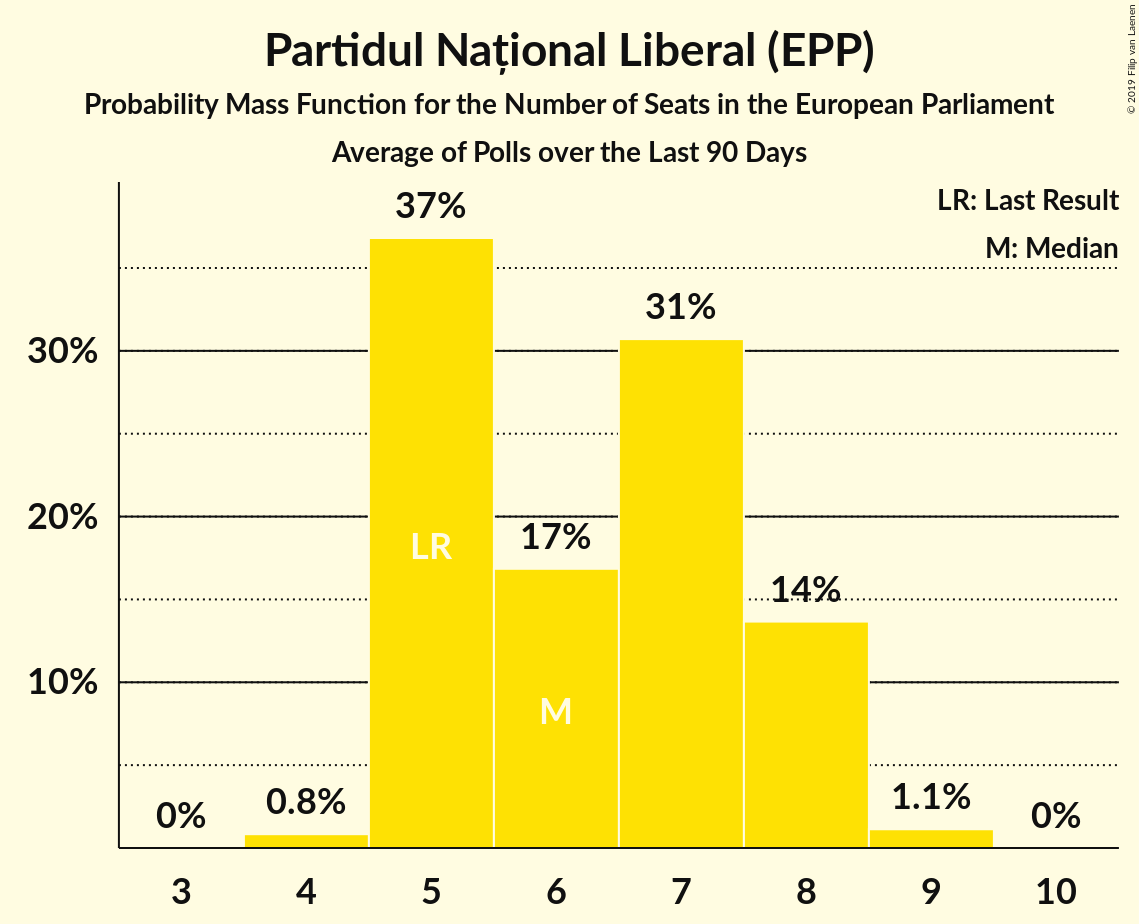 Partidul Național Liberal (EPP)
Probability Mass Function for the Number of Seats in the European Parliament
Average of Polls over the Last 90 Days
© 2019 Filip van Laenen
LR: Last Result
M: Median
37%
31%
30%
20%
17%
LR
14%
10%
M
0%
0.8%
1.1%
0%
3 4 5 6 7 8 9 10